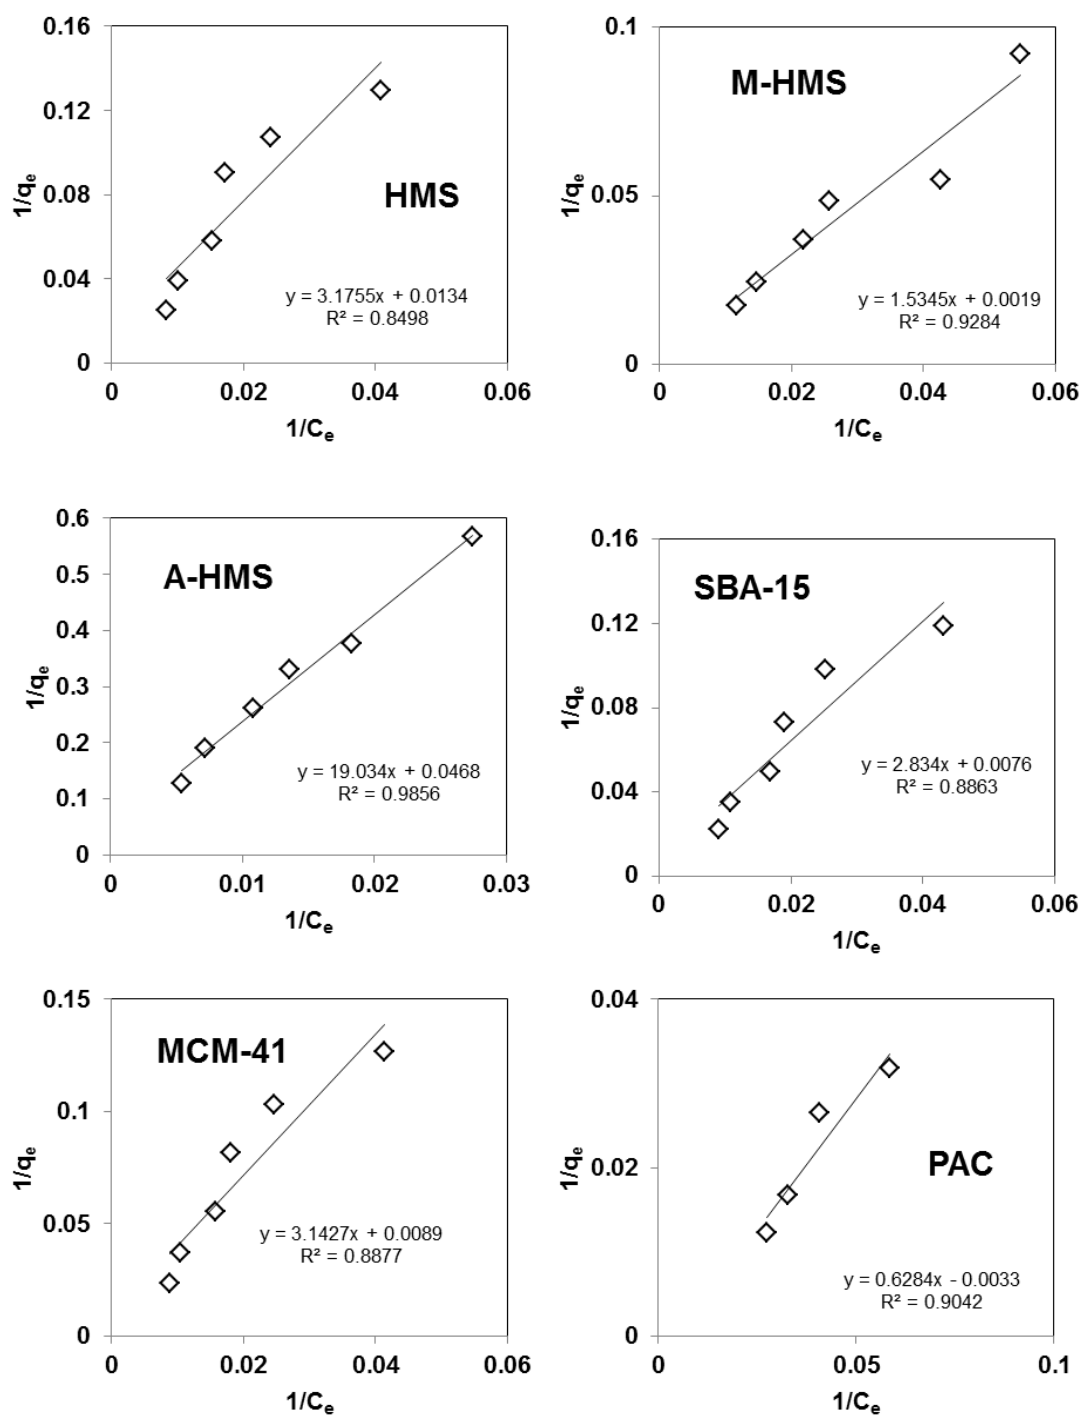 0.16
0.12
0.08
0.04
0
1/qe
HMS
y = 3.1755x + 0.0134
R² = 0.8498
0 0.02 0.04 0.06
1/Ce
0.1
0.05
0
1/qe
M-HMS
y = 1.5345x + 0.0019
R² = 0.9284
0 0.02 0.04 0.06
1/Ce
0.6
0.5
0.4
0.3
0.2
0.1
0
1/qe
A-HMS
y = 19.034x + 0.0468
R² = 0.9856
0 0.01 0.02 0.03
1/Ce
0.16
0.12
0.08
0.04
0
1/qe
SBA-15
y = 2.834x + 0.0076
R² = 0.8863
0 0.02 0.04 0.06
1/Ce
0.15
0.1
0.05
0
1/qe
MCM-41
y = 3.1427x + 0.0089
R² = 0.8877
0 0.02 0.04 0.06
1/Ce
0.04
0.02
0
1/qe
PAC
y = 0.6284x - 0.0033
R² = 0.9042
0 0.05 0.1
1/Ce